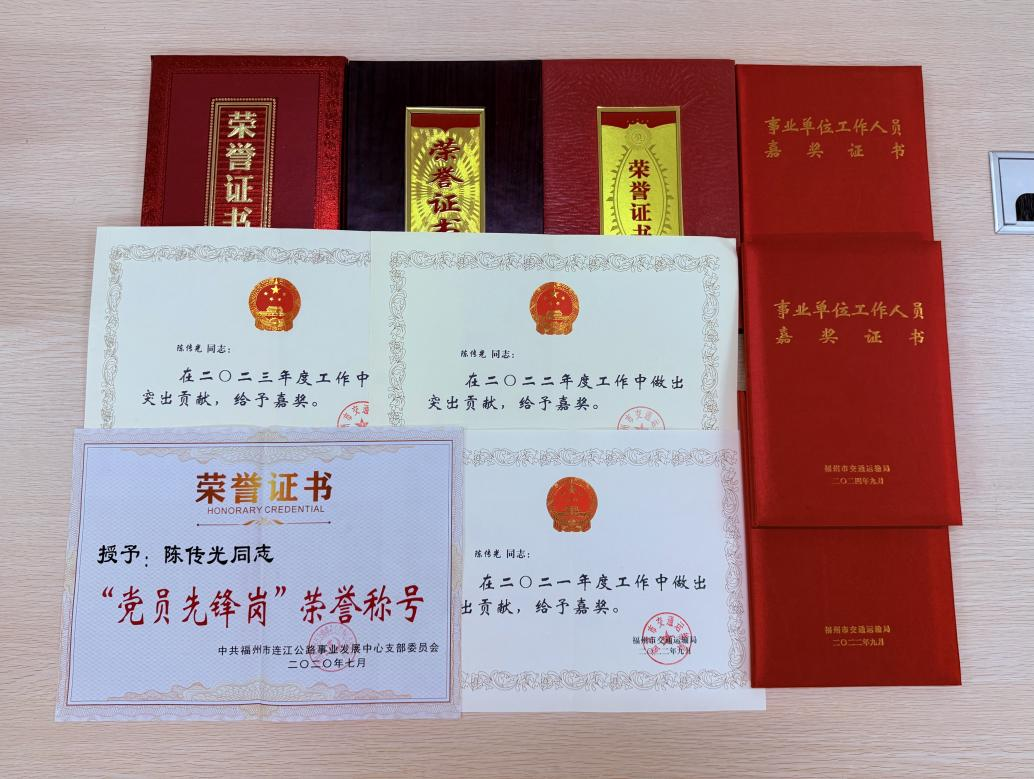 荣誉证书
荣誉证书
荣誉证书
事业单位工作人员
嘉奖证书
陈传光 同志:
在二〇二三年度工作中
突出贡献,给予嘉奖。
陈传光 同志:
在二〇二二年度工作中做出
突出贡献,给予嘉奖。
事业单位工作人员
嘉奖证书
福州市交通运输局
二〇二四年九月
荣誉证书
HONORARY CREDENTIAL
授予:陈传光同志
“党员先锋岗”荣誉称号
中共福州市连江公路事业发展中心支部委员会
二〇二〇年七月
陈传光 同志:
在二〇二一年度工作中做出
出贡献,给予嘉奖。
福州市交通运输局
二〇二二年九月
福州市交通运输局
二〇二二年九月